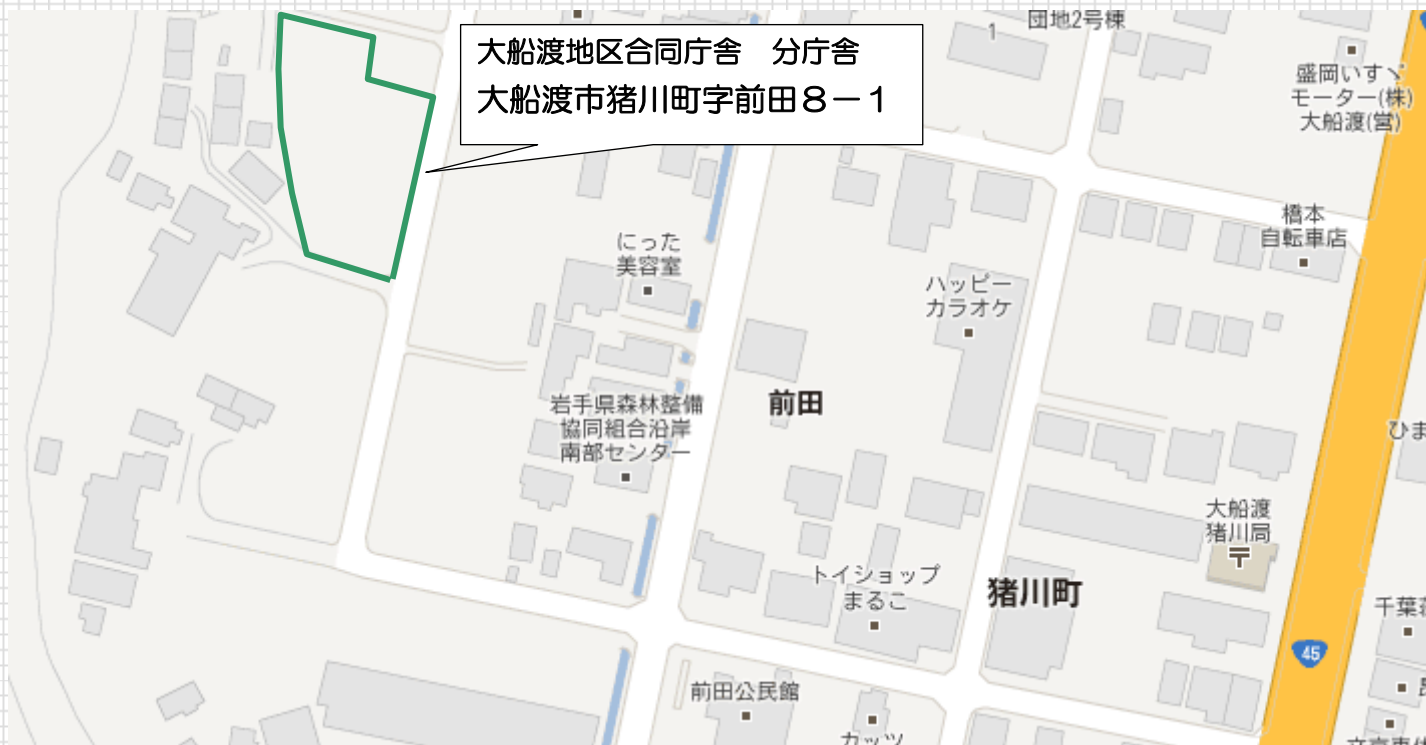 団地2号棟
1
大船渡地区合同庁舎　分庁舎
大船渡市猪川町字前田８－１
盛岡いすゞ
モーター(株)
大船渡(営)
橋本
自転車店
にった
美容室
ハッピー
カラオケ
前田
岩手県森林整備
協同組合沿岸
南部センター
ひま
大船渡
猪川局
〒
トイショップ
まるこ
猪川町
千葉
45
前田公民館
カッツ